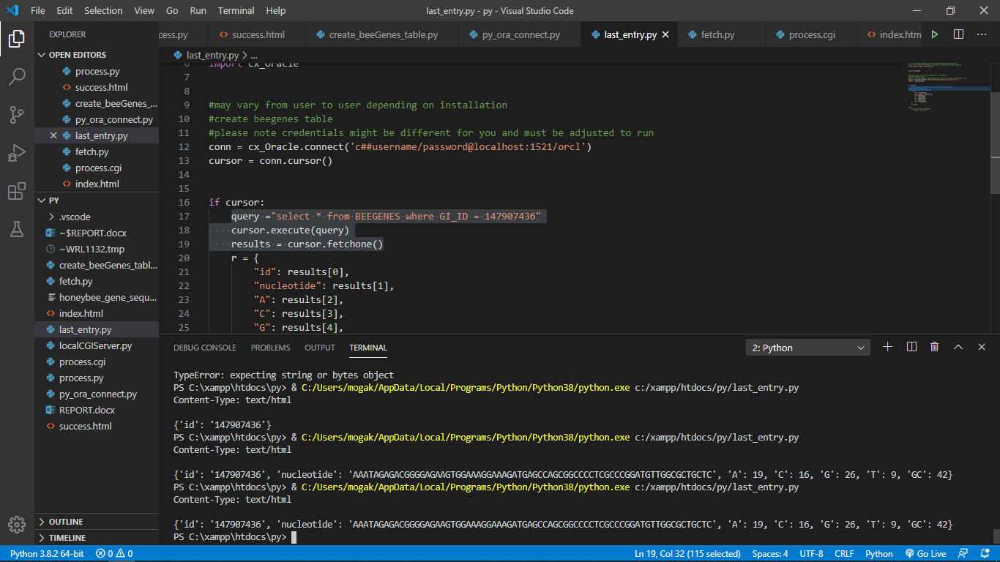 File Edit Selection View Go Run Terminal Help last_entry.py - py - Visual Studio Code
EXPLORER
cess.py success.html create_beeGenes_table.py py_ora_connect.py last_entry.py fetch.py process.cgi index.htm
OPEN EDITORS
process.py
success.html
create_beeGenes_...
py_ora_connect.py
last_entry.py
fetch.py
process.cgi
index.html
PY
.vscode
~$REPORT.docx
~WRL1132.tmp
create_beeGenes_tabl...
fetch.py
honeybee_gene_sequ...
index.html
last_entry.py
localCGIServer.py
process.cgi
process.py
py_ora_connect.py
REPORT.docx
success.html
OUTLINE
TIMELINE
last_entry.py > ...
6 import cx_Oracle
7
8
9 #may vary from user to user depending on installation
10 #create beegenes table
11 #please note credentials might be different for you and must be adjusted to run
12 conn = cx_Oracle.connect('c##username/password@localhost:1521/orcl')
13 cursor = conn.cursor()
14
15
16 if cursor:
17 query ="select * from BEEGENES where GI_ID = 147907436"
18 cursor.execute(query)
19 results = cursor.fetchone()
20 r = {
21 "id": results[0],
22 "nucleotide": results[1],
23 "A": results[2],
24 "C": results[3],
25 "G": results[4],
DEBUG CONSOLE PROBLEMS OUTPUT TERMINAL 2: Python
TypeError: expecting string or bytes object
PS C:\xampp\htdocs\py> & C:/Users/mogak/AppData/Local/Programs/Python/Python38/python.exe c:/xampp/htdocs/py/last_entry.py
Content-Type: text/html
{'id': '147907436'}
PS C:\xampp\htdocs\py> & C:/Users/mogak/AppData/Local/Programs/Python/Python38/python.exe c:/xampp/htdocs/py/last_entry.py
Content-Type: text/html
{'id': '147907436', 'nucleotide': 'AAATAGAGACGGGGAGAAGTGGAAAGGAAAGATGAGCCAGCGGCCCCTCGCCCGGATGTTGGCGCTGCTC', 'A': 19, 'C': 16, 'G': 26, 'T': 9, 'GC': 42}
PS C:\xampp\htdocs\py> & C:/Users/mogak/AppData/Local/Programs/Python/Python38/python.exe c:/xampp/htdocs/py/last_entry.py
Content-Type: text/html
{'id': '147907436', 'nucleotide': 'AAATAGAGACGGGGAGAAGTGGAAAGGAAAGATGAGCCAGCGGCCCCTCGCCCGGATGTTGGCGCTGCTC', 'A': 19, 'C': 16, 'G': 26, 'T': 9, 'GC': 42}
PS C:\xampp\htdocs\py>
Python 3.8.2 64-bit 0 0 Ln 19, Col 32 (115 selected) Spaces: 4 UTF-8 CRLF Python Go Live